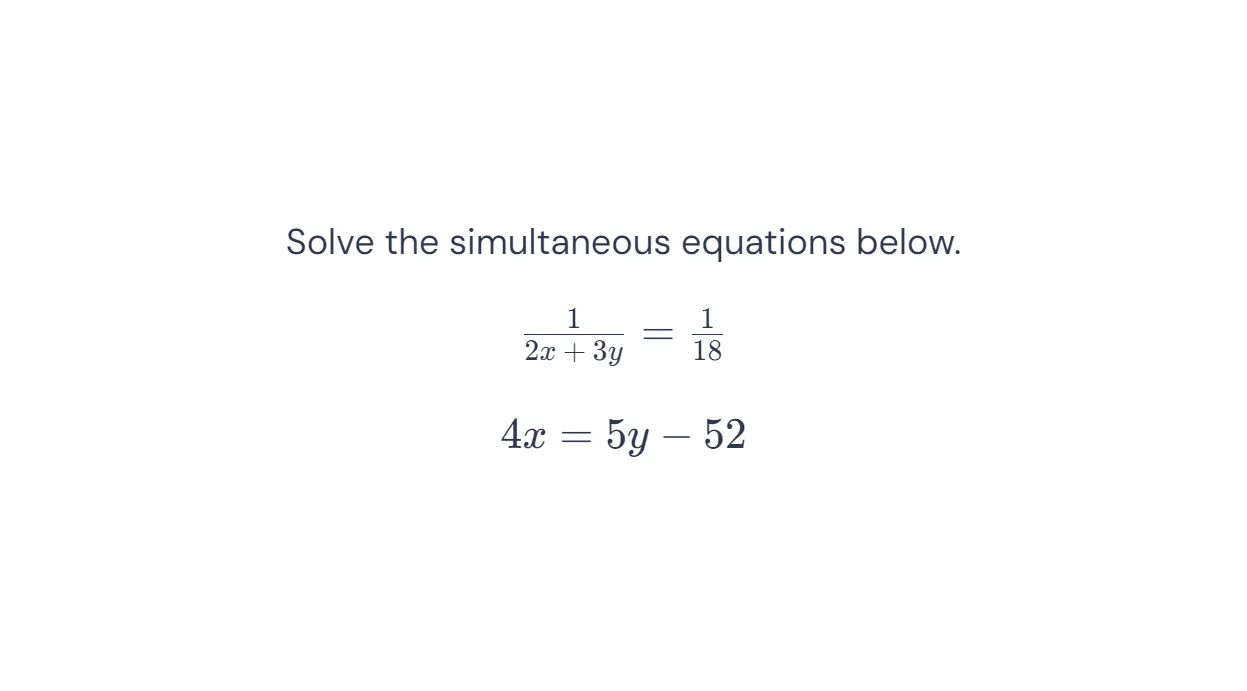 Solve the simultaneous equations below.
1/(2x + 3y) = 1/18
4x = 5y − 52